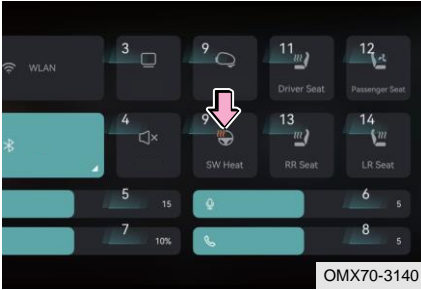 3
9
11
12
WLAN
Driver Seat
Passenger Seat
4
9
13
14
SW Heat
RR Seat
LR Seat
5
15
6
5
7
10%
8
5
OMX70-3140